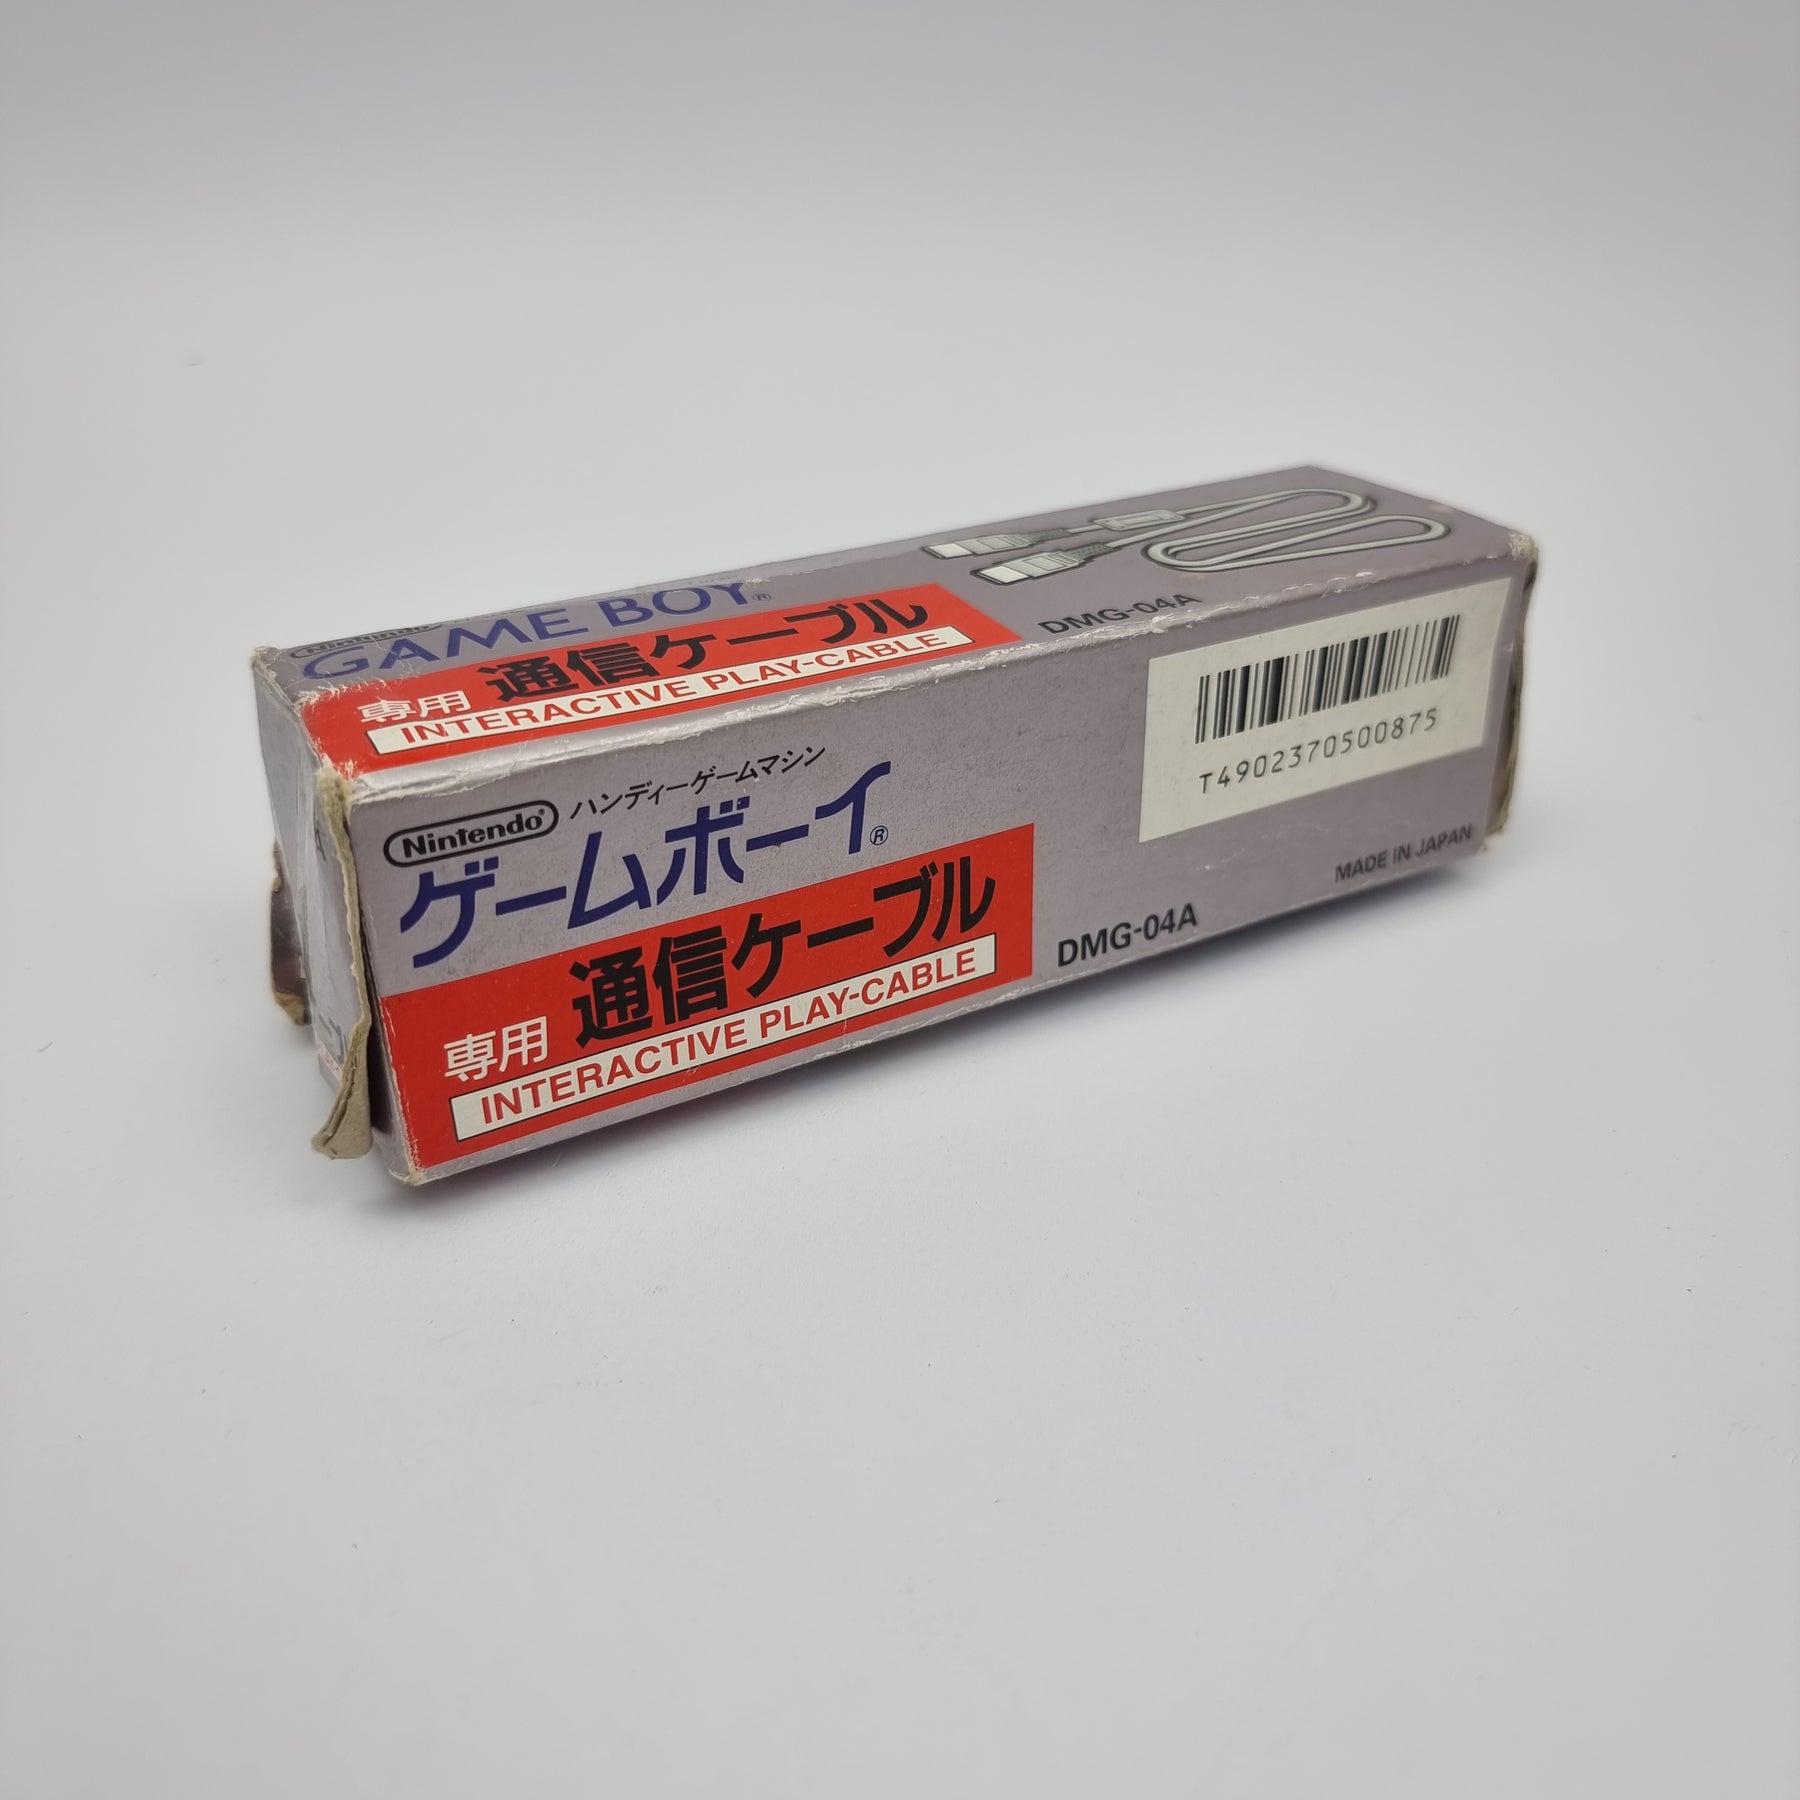 Nintendo
GAME BOY®
専用 通信ケーブル
INTERACTIVE PLAY-CABLE
DMG-04A
Nintendo® ハンディーゲームマシン
ゲームボーイ®
専用 通信ケーブル
INTERACTIVE PLAY-CABLE
DMG-04A
T4902370500875
MADE IN JAPAN